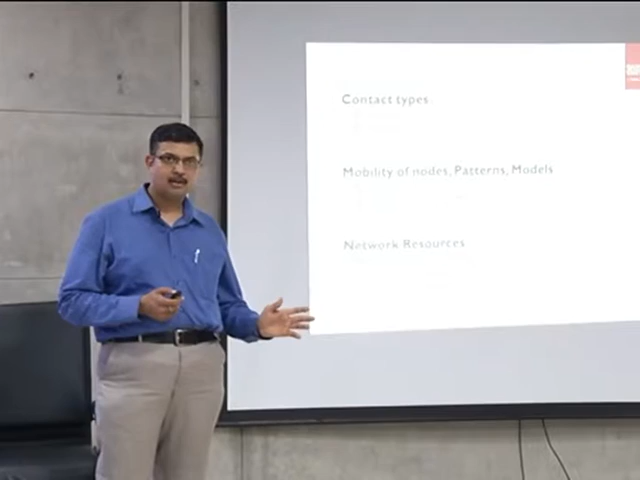 Contact types
Mobility of nodes, Patterns, Models
Network Resources